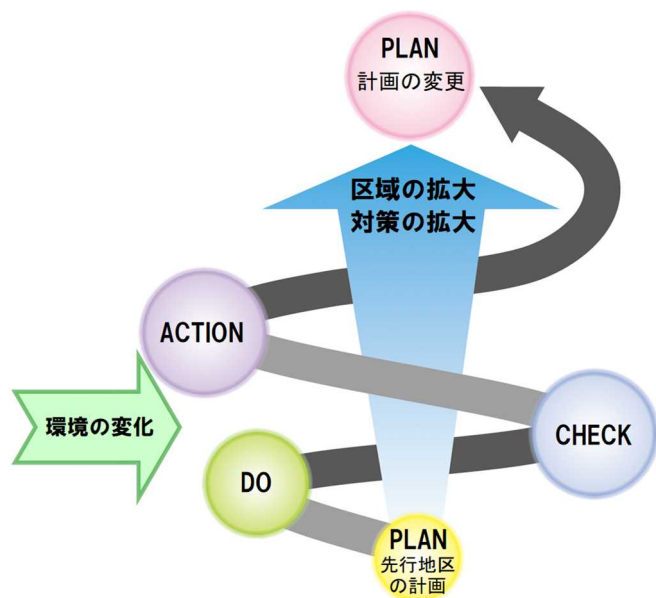 PLAN
計画の変更
区域の拡大
対策の拡大
ACTION
環境の変化
CHECK
DO
PLAN
先行地区
の計画